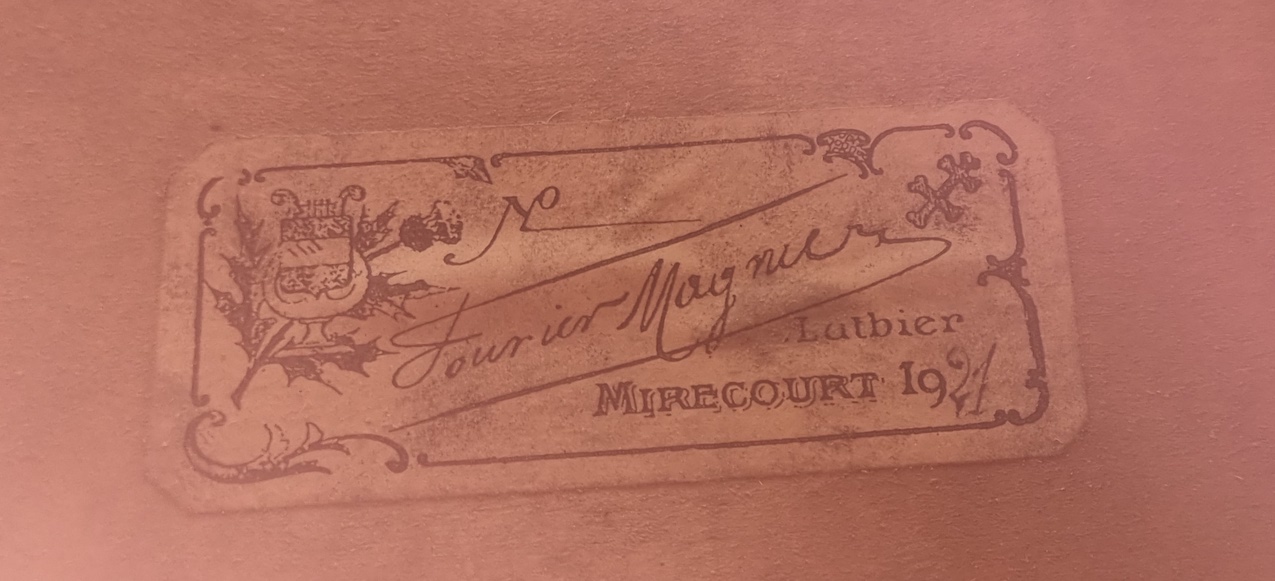 No
Fourier Magnier
Luthier
MIRECOURT 1921